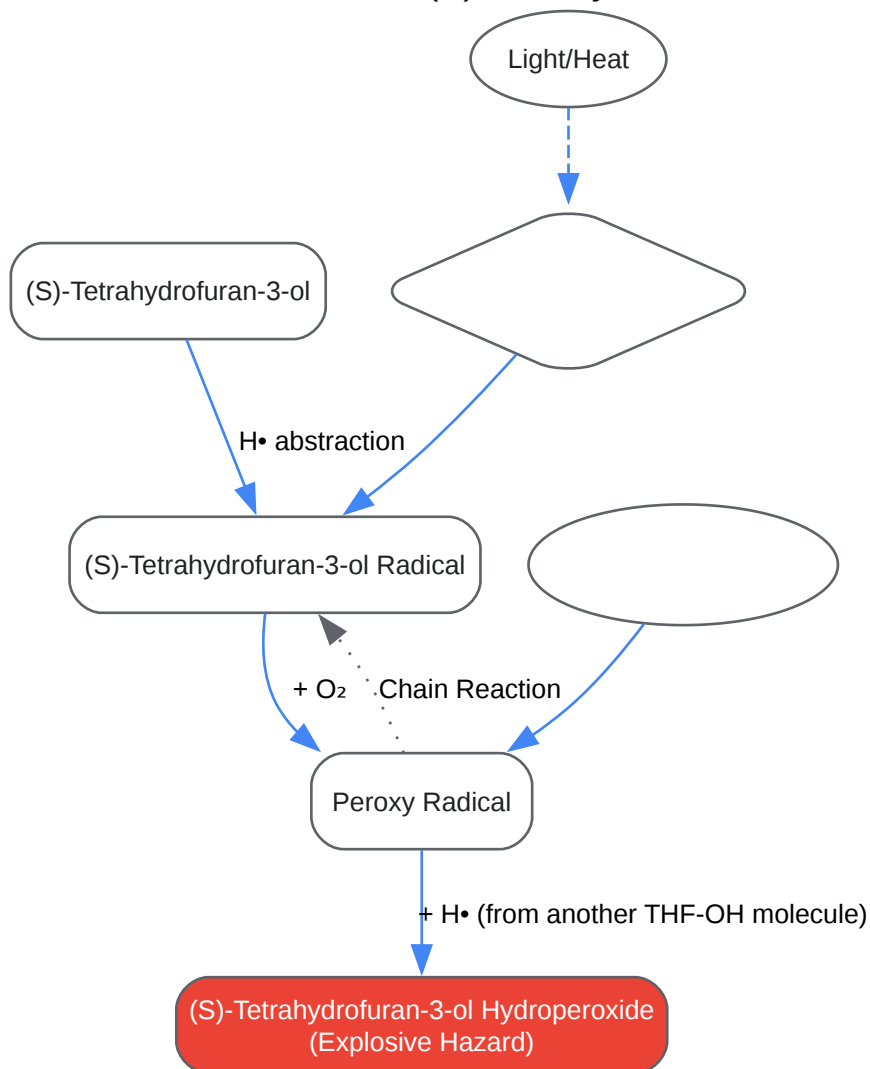 Light/Heat
(S)-Tetrahydrofuran-3-ol
H• abstraction
(S)-Tetrahydrofuran-3-ol Radical
+ O₂
Chain Reaction
Peroxy Radical
+ H• (from another THF-OH molecule)
(S)-Tetrahydrofuran-3-ol Hydroperoxide
(Explosive Hazard)